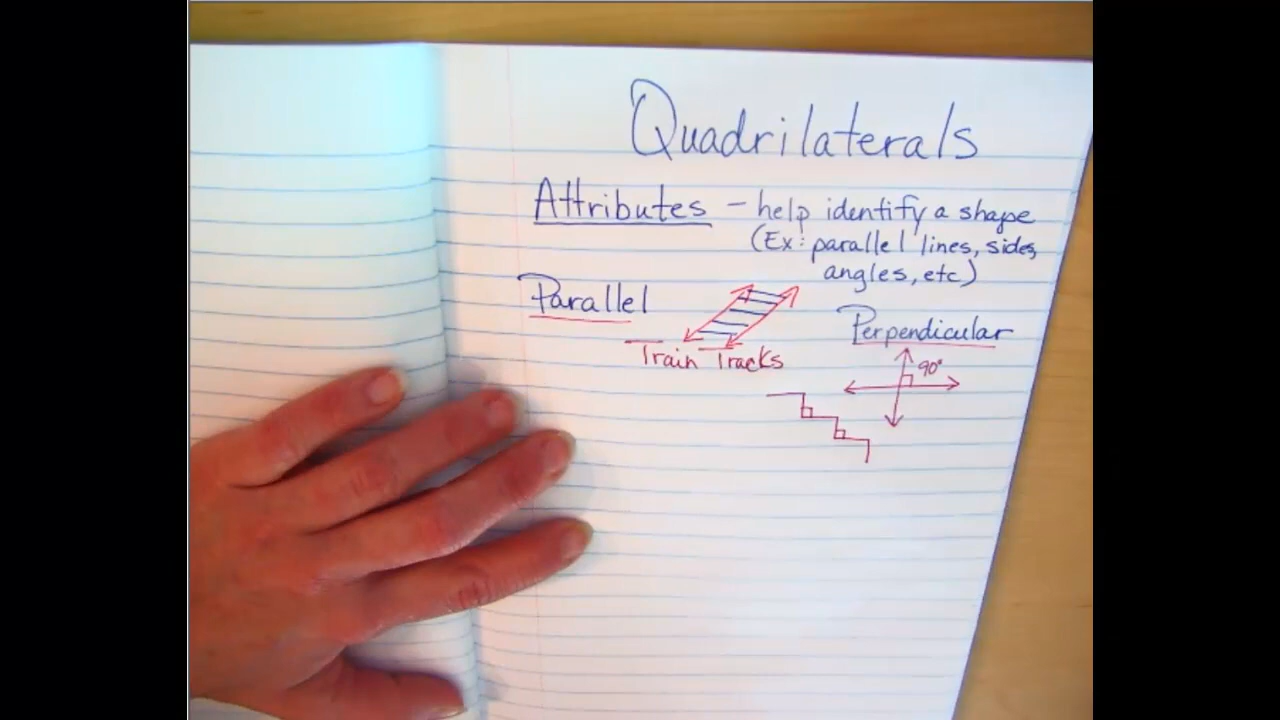 Quadrilaterals
Attributes - help identify a shape
(Ex: parallel lines, sides,
angles, etc)
Parallel
Perpendicular
Train Tracks
90°